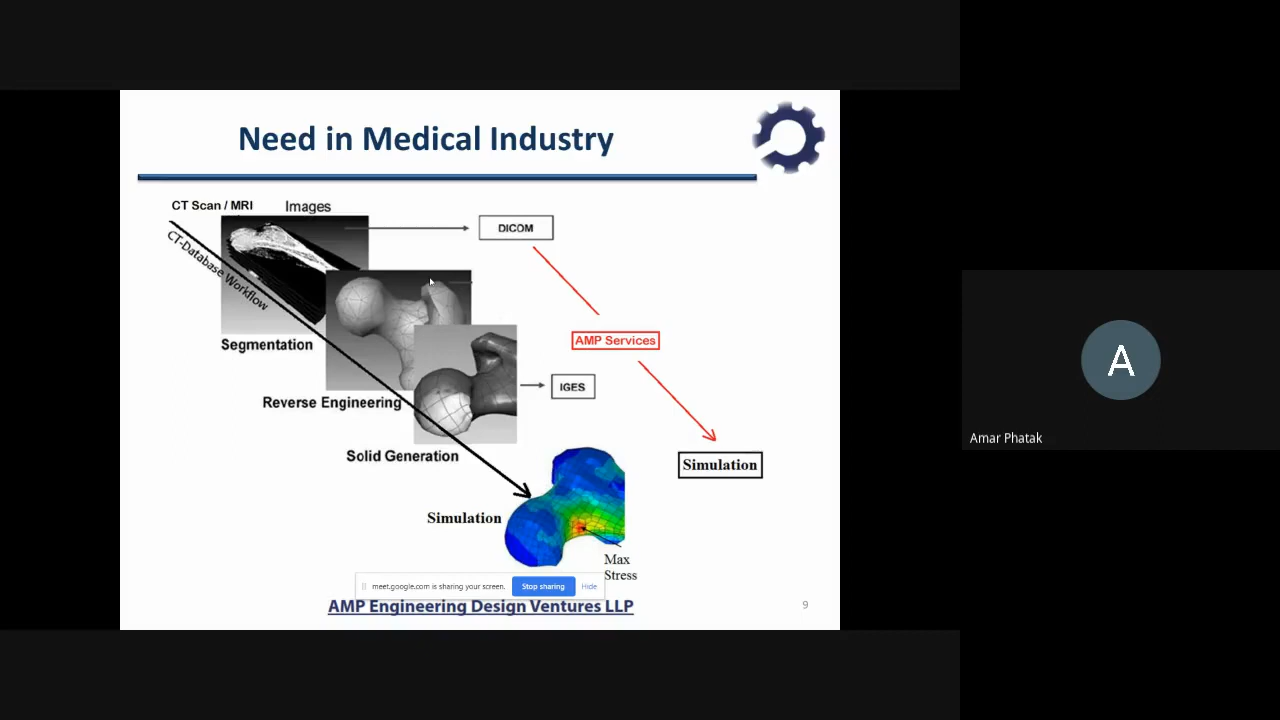 Need in Medical Industry
CT Scan / MRI
Images
CT-Database Workflow
DICOM
Segmentation
AMP Services
Reverse Engineering
IGES
Solid Generation
Simulation
Simulation
Max
Stress
meet.google.com is sharing your screen.
Stop sharing
Hide
AMP Engineering Design Ventures LLP
9
A
Amar Phatak